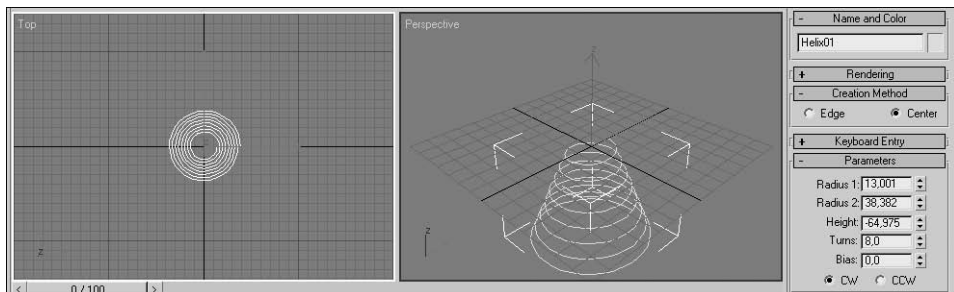 Top
z
0 / 100
Perspective
z
z
Name and Color
Helix01
Rendering
Creation Method
Edge Center
Keyboard Entry
Parameters
Radius 1: 13,001
Radius 2: 38,382
Height: -64,975
Turns: 8,0
Bias: 0,0
CW CCW